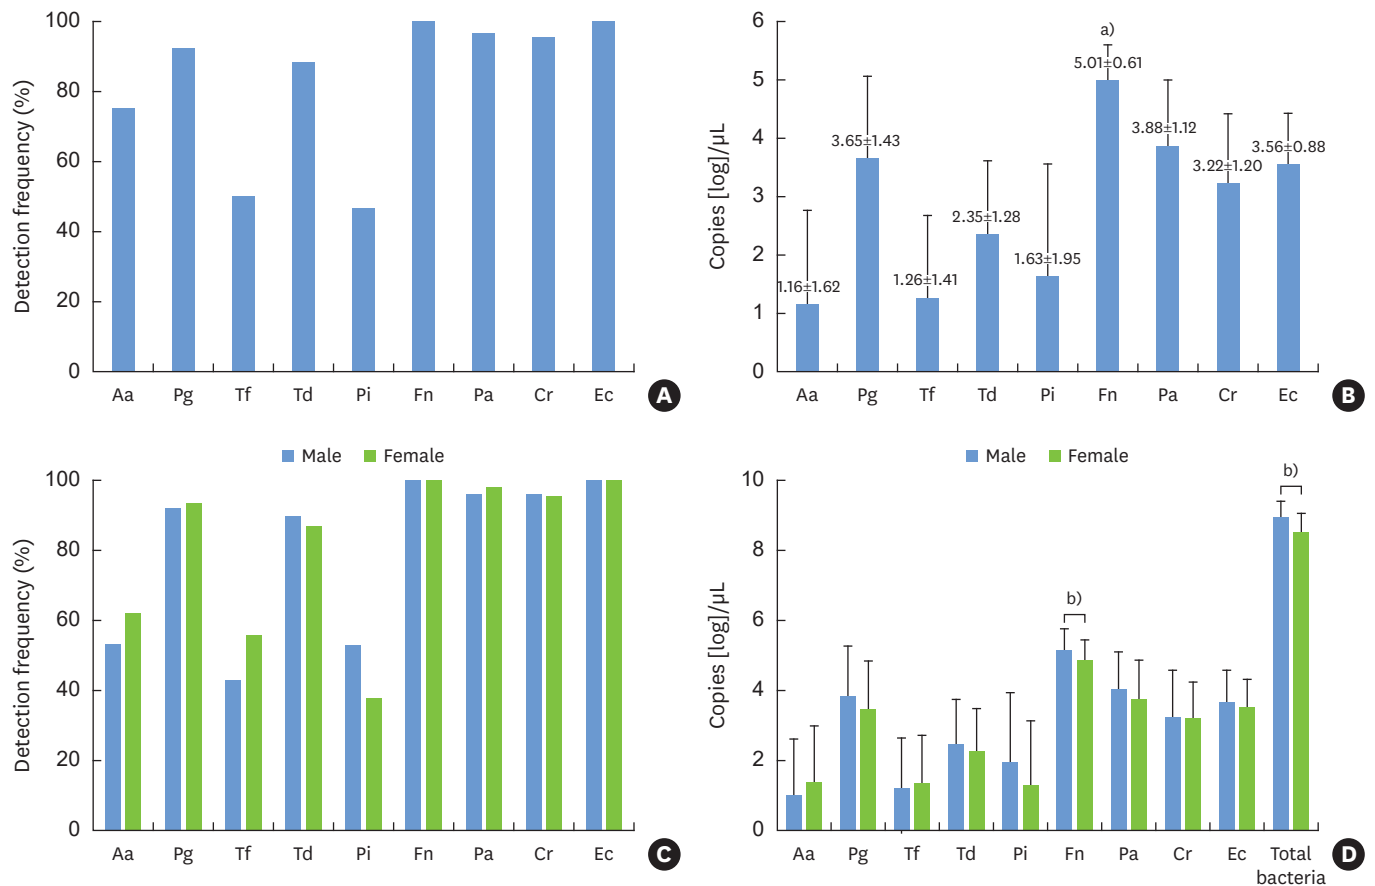 Detection frequency (%)
100
80
60
40
20
0
Aa Pg Tf Td Pi Fn Pa Cr Ec
A
Copies [log]/µL
6
5
4
3
2
1
0
a)
1.16±1.62
3.65±1.43
1.26±1.41
2.35±1.28
1.63±1.95
5.01±0.61
3.88±1.12
3.22±1.20
3.56±0.88
Aa Pg Tf Td Pi Fn Pa Cr Ec
B
Male Female
Detection frequency (%)
100
80
60
40
20
0
Aa Pg Tf Td Pi Fn Pa Cr Ec
C
Male Female
Copies [log]/µL
10
8
6
4
2
0
b)
b)
Aa Pg Tf Td Pi Fn Pa Cr Ec Total
bacteria
D